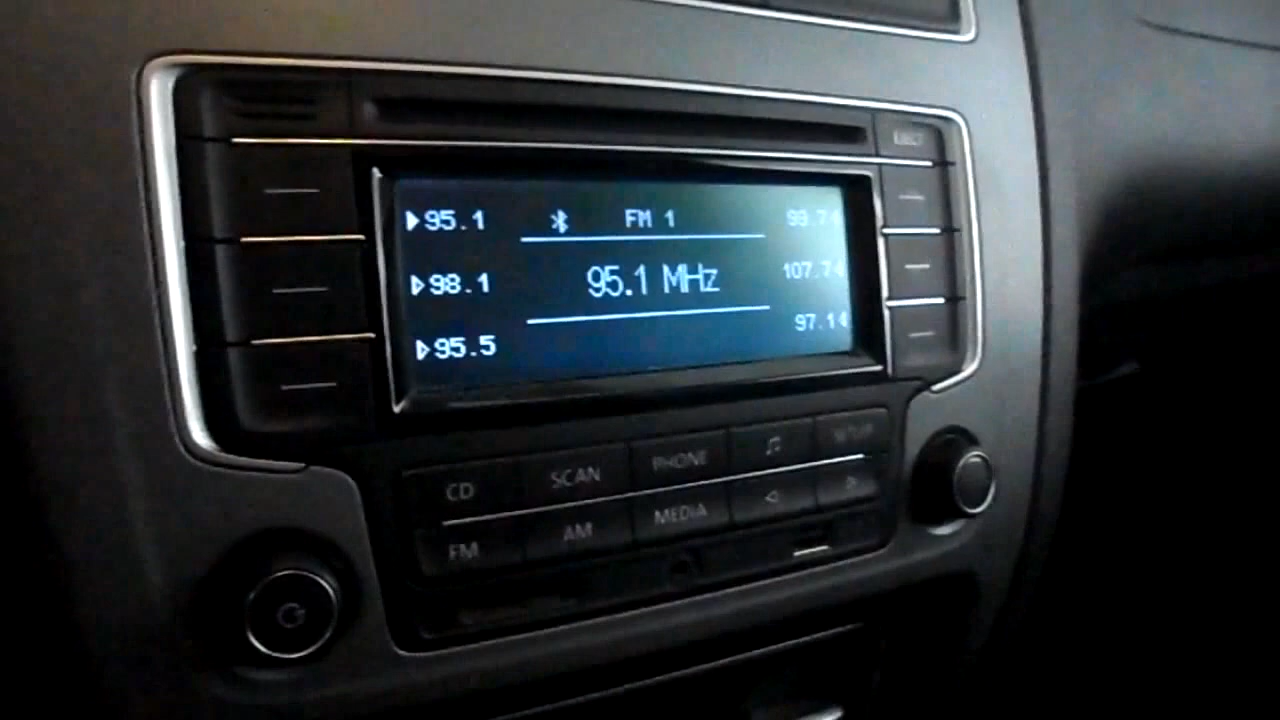 EJECT
95.1 FM 1 99.7
98.1 95.1 MHz 107.7
95.5 97.1
CD SCAN PHONE SETUP
FM AM MEDIA